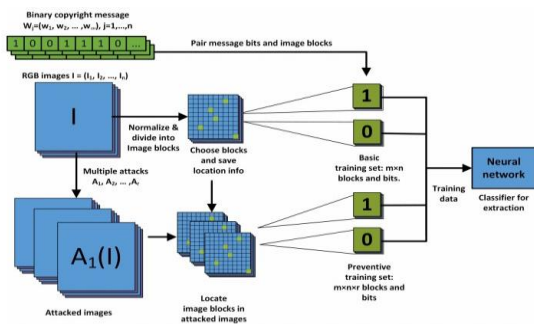 Binary copyright message
Wj=(w1, w2, ... ,wm), j=1,...,n
1 0 0 1 1 1 0 ...
Pair message bits and image blocks
RGB images I = (I1, I2, ..., In)
I
Normalize &
divide into
Image blocks
Choose blocks
and save
location info
1
0
Basic
training set: m×n
blocks and bits.
Multiple attacks
A1, A2, ... ,Ar
A1(I)
Attacked images
Locate
image blocks in
attacked images
1
0
Preventive
training set:
m×n×r blocks and
bits
Training
data
Neural
network
Classifier for
extraction